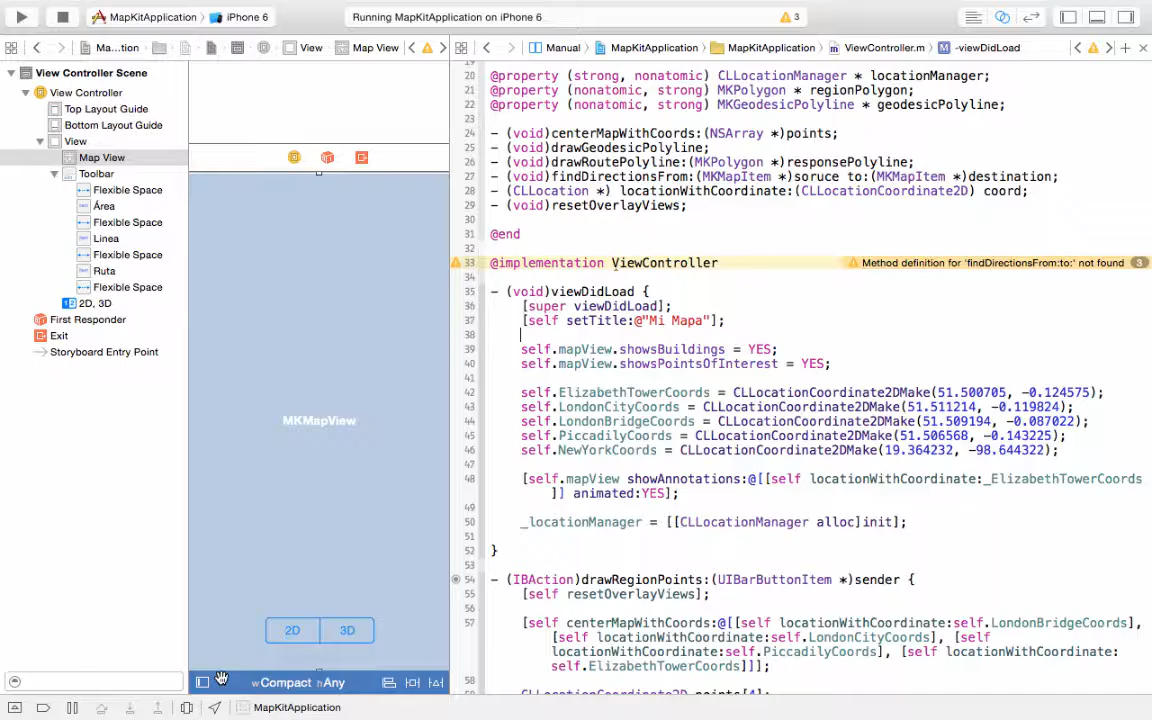 MapKitApplication iPhone 6 Running MapKitApplication on iPhone 6 3
Ma...tion View Map View Manual MapKitApplication MapKitApplication ViewController.m -viewDidLoad
View Controller Scene
View Controller
Top Layout Guide
Bottom Layout Guide
View
Map View
Toolbar
Flexible Space
Área
Flexible Space
Linea
Flexible Space
Ruta
Flexible Space
2D, 3D
First Responder
Exit
Storyboard Entry Point
MKMapView
2D 3D
wCompact hAny
19
20 @property (strong, nonatomic) CLLocationManager * locationManager;
21 @property (nonatomic, strong) MKPolygon * regionPolygon;
22 @property (nonatomic, strong) MKGeodesicPolyline * geodesicPolyline;
23
24 - (void)centerMapWithCoords:(NSArray *)points;
25 - (void)drawGeodesicPolyline;
26 - (void)drawRoutePolyline:(MKPolygon *)responsePolyline;
27 - (void)findDirectionsFrom:(MKMapItem *)soruce to:(MKMapItem *)destination;
28 - (CLLocation *) locationWithCoordinate:(CLLocationCoordinate2D) coord;
29 - (void)resetOverlayViews;
30
31 @end
32
33 @implementation ViewController Method definition for 'findDirectionsFrom:to:' not found 3
34
35 - (void)viewDidLoad {
36 [super viewDidLoad];
37 [self setTitle:@"Mi Mapa"];
38
39 self.mapView.showsBuildings = YES;
40 self.mapView.showsPointsOfInterest = YES;
41
42 self.ElizabethTowerCoords = CLLocationCoordinate2DMake(51.500705, -0.124575);
43 self.LondonCityCoords = CLLocationCoordinate2DMake(51.511214, -0.119824);
44 self.LondonBridgeCoords = CLLocationCoordinate2DMake(51.509194, -0.087022);
45 self.PiccadilyCoords = CLLocationCoordinate2DMake(51.506568, -0.143225);
46 self.NewYorkCoords = CLLocationCoordinate2DMake(19.364232, -98.644322);
47
48 [self.mapView showAnnotations:@[[self locationWithCoordinate:_ElizabethTowerCoords
]] animated:YES];
49
50 _locationManager = [[CLLocationManager alloc]init];
51
52 }
53
54 - (IBAction)drawRegionPoints:(UIBarButtonItem *)sender {
55 [self resetOverlayViews];
56
57 [self centerMapWithCoords:@[[self locationWithCoordinate:self.LondonBridgeCoords],
[self locationWithCoordinate:self.LondonCityCoords], [self
locationWithCoordinate:self.PiccadilyCoords], [self locationWithCoordinate:
self.ElizabethTowerCoords]]];
58
CLLocationCoordinate2D points[4];
MapKitApplication